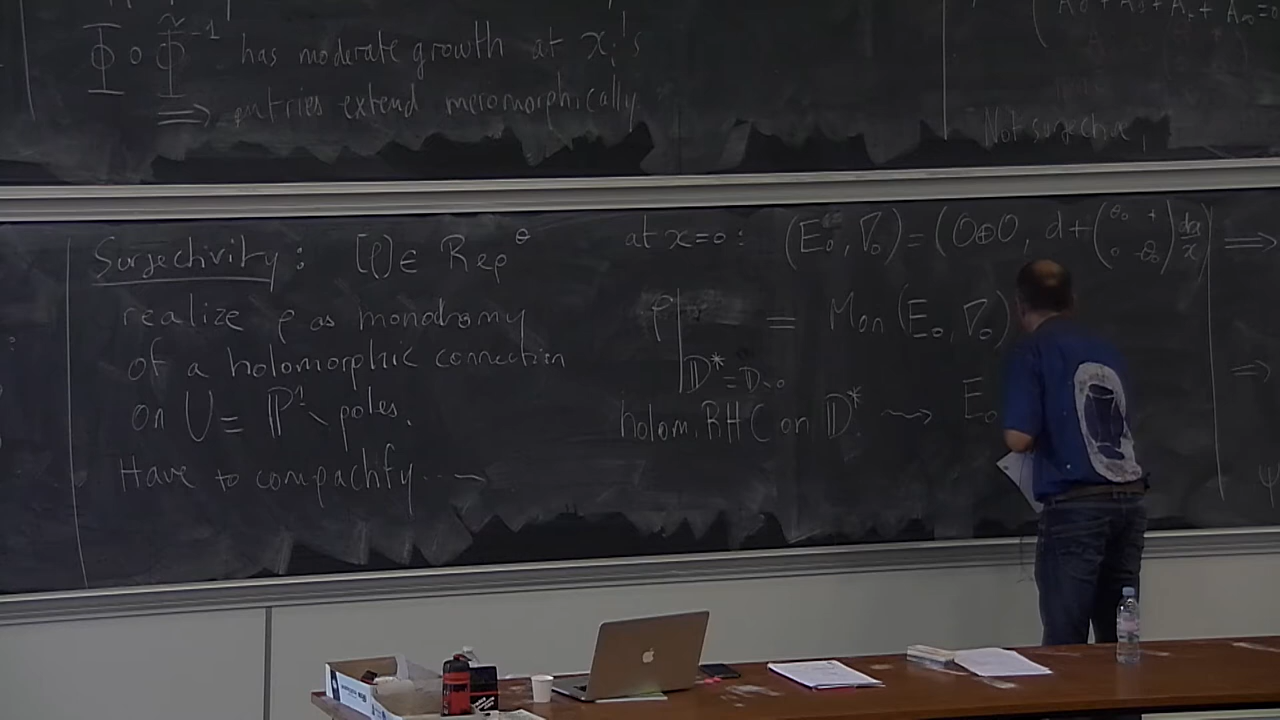 Φ ∘ Φ̃⁻¹ has moderate growth at xᵢ's
⟹ entries extend meromorphically
Not surjective,
Surjectivity : [ρ] ∈ Rep^θ
realize ρ as monodromy
of a holomorphic connection
on U = ℙ¹ \ poles.
Have to compactify...
at x=0 : (E₀, ∇₀) = (O⊕O, d + (θ₀ + 0 -θ₀) dx/x) ⟹
ρ|𝔻* = D∖0 = Mon(E₀, ∇₀)
holom. RHC on 𝔻* ⇝ E₀